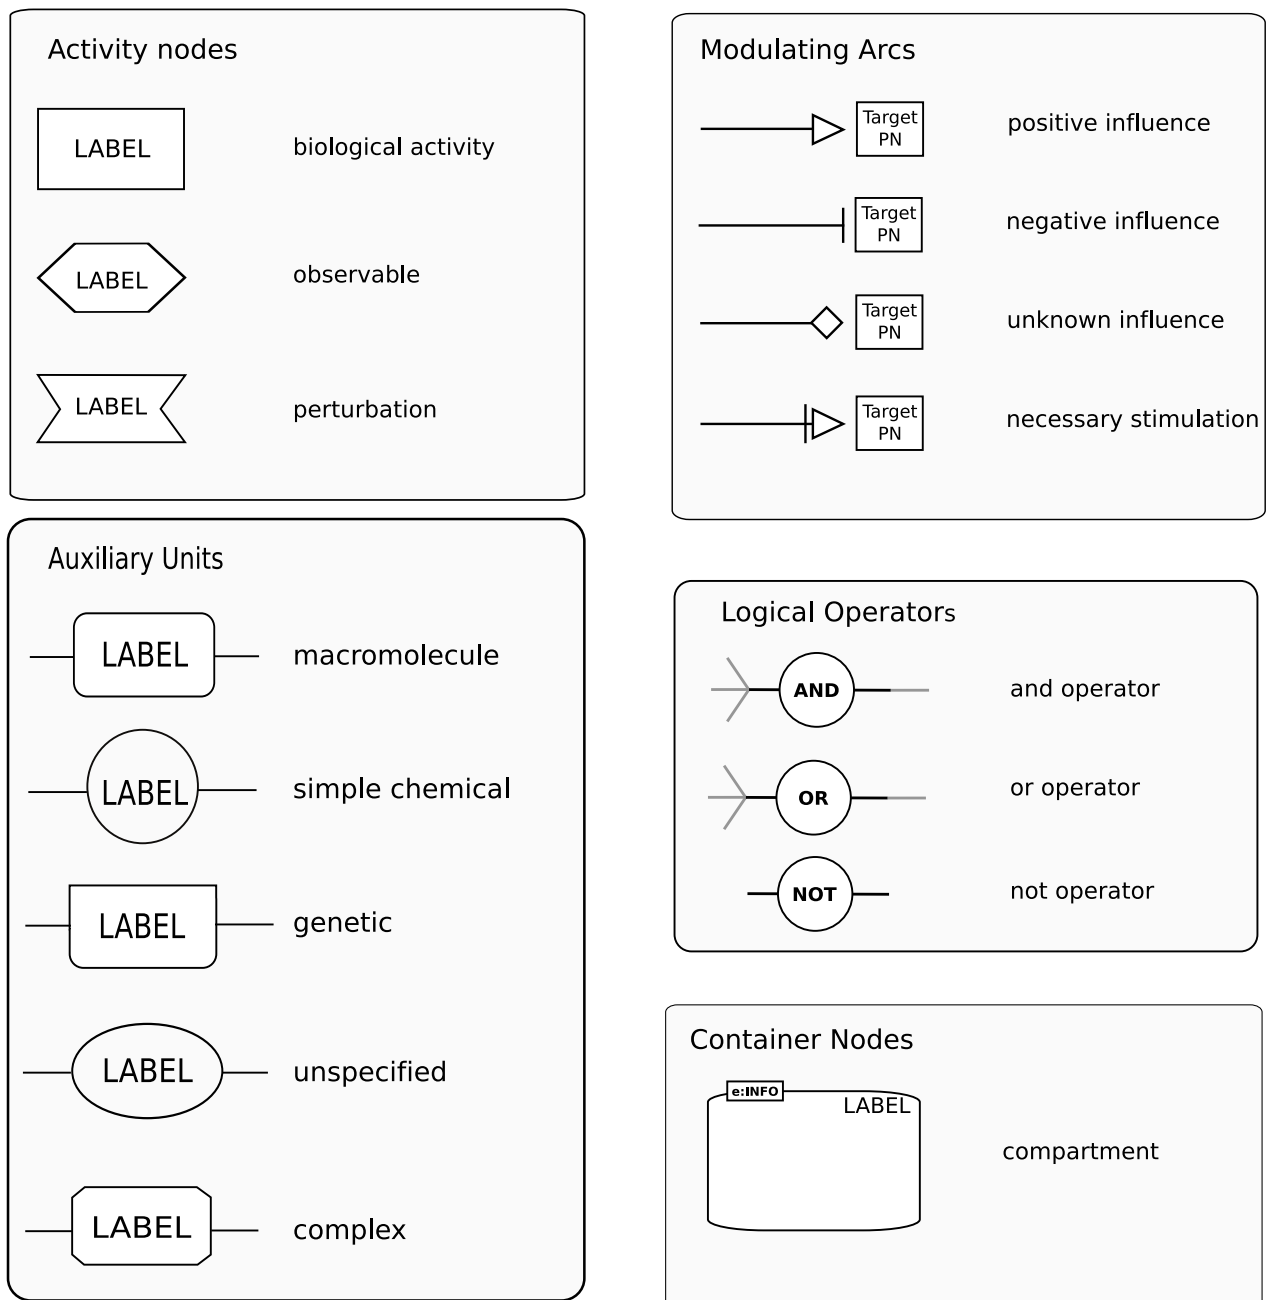 Activity nodes
LABEL
biological activity
LABEL
observable
LABEL
perturbation
Auxiliary Units
LABEL
macromolecule
LABEL
simple chemical
LABEL
genetic
LABEL
unspecified
LABEL
complex
Modulating Arcs
Target
PN
positive influence
Target
PN
negative influence
Target
PN
unknown influence
Target
PN
necessary stimulation
Logical Operators
AND
and operator
OR
or operator
NOT
not operator
Container Nodes
e:INFO
LABEL
compartment